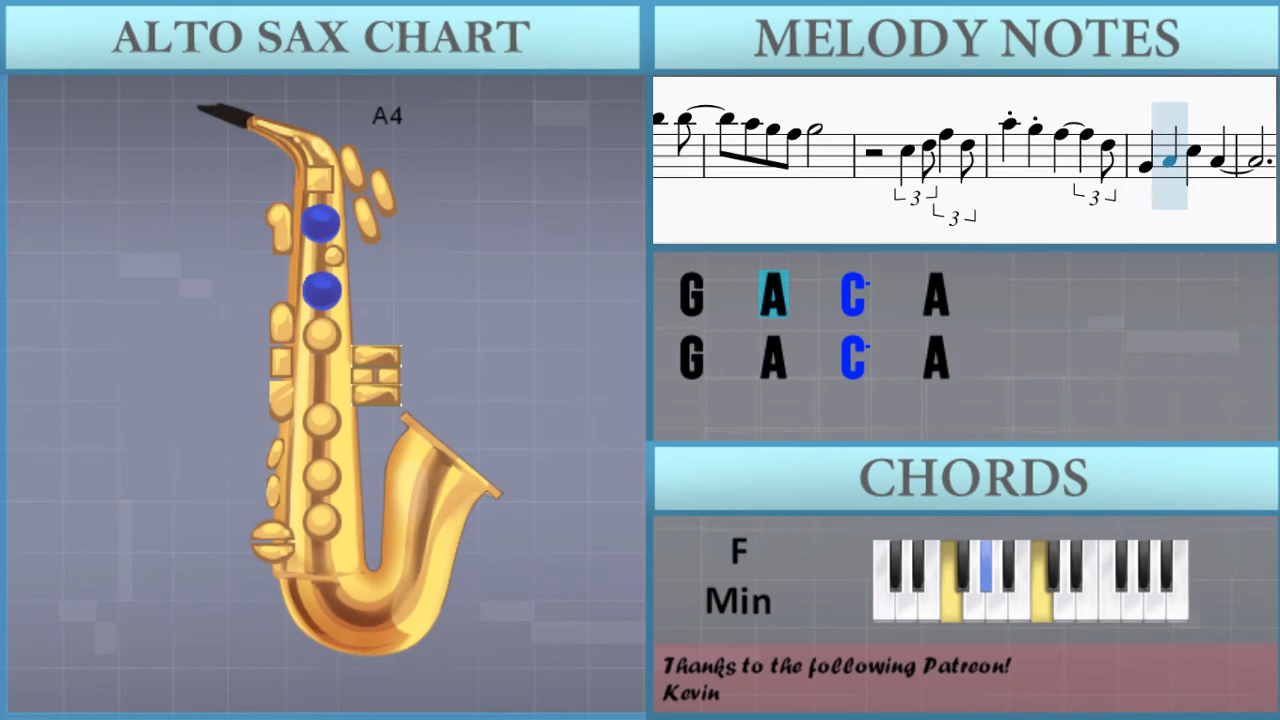 ALTO SAX CHART
A4
MELODY NOTES
3
3
3
G A C- A
G A C- A
CHORDS
F
Min
Thanks to the following Patreon!
Kevin